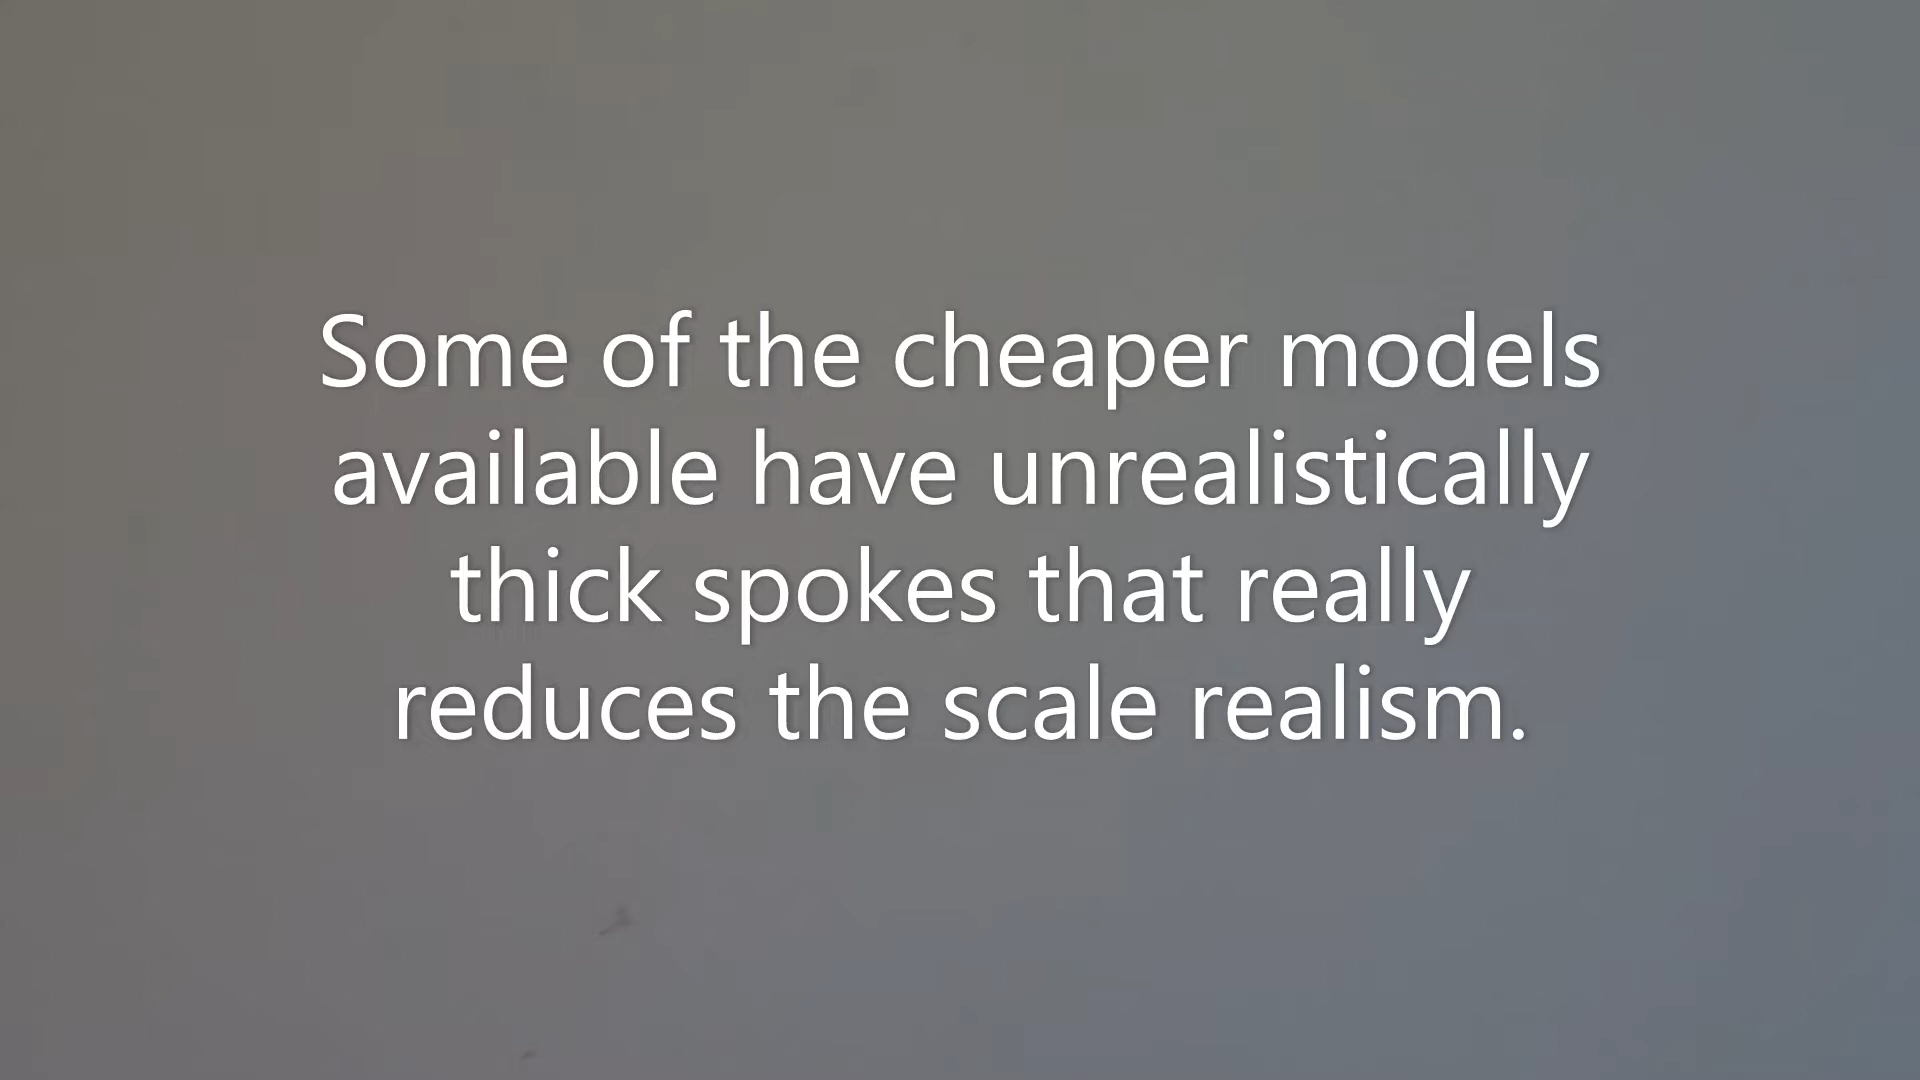 Some of the cheaper models
available have unrealistically
thick spokes that really
reduces the scale realism.